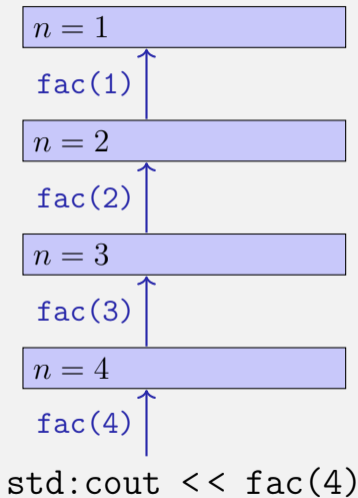 n = 1
fac(1)
n = 2
fac(2)
n = 3
fac(3)
n = 4
fac(4)
std:cout << fac(4)